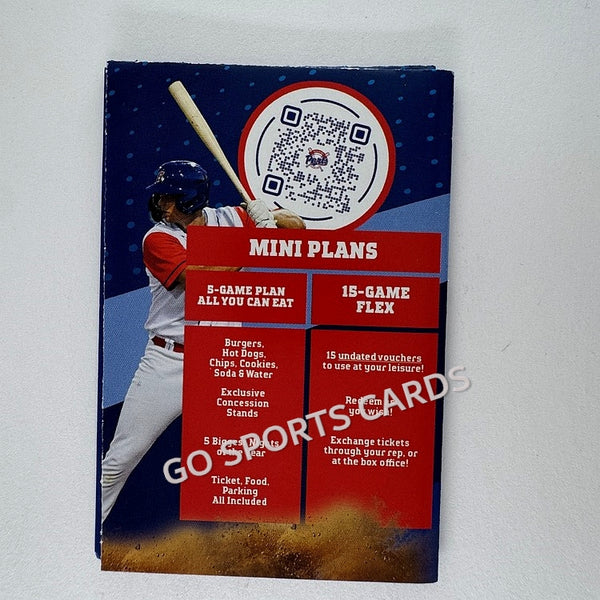 MINI PLANS
5-GAME PLAN
ALL YOU CAN EAT
Burgers,
Hot Dogs,
Chips, Cookies,
Soda & Water
Exclusive
Concession
Stands
5 Biggest Nights
of the Year
Ticket, Food,
Parking
All Included
15-GAME
FLEX
15 undated vouchers
to use at your leisure!
Redeem as
you wish!
Exchange tickets
through your rep, or
at the box office!
GO SPORTS CARDS